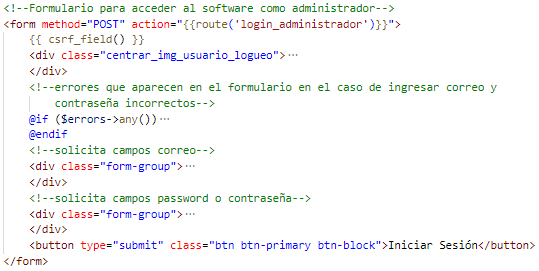 <!--Formulario para acceder al software como administrador-->
<form method="POST" action="{{route('login_administrador')}}">
{{ csrf_field() }}
<div class="centrar_img_usuario_logueo">···
</div>
<!--errores que aparecen en el formulario en el caso de ingresar correo y
contraseña incorrectos-->
@if ($errors->any())···
@endif
<!--solicita campos correo-->
<div class="form-group">···
</div>
<!--solicita campos password o contraseña-->
<div class="form-group">···
</div>
<button type="submit" class="btn btn-primary btn-block">Iniciar Sesión</button>
</form>